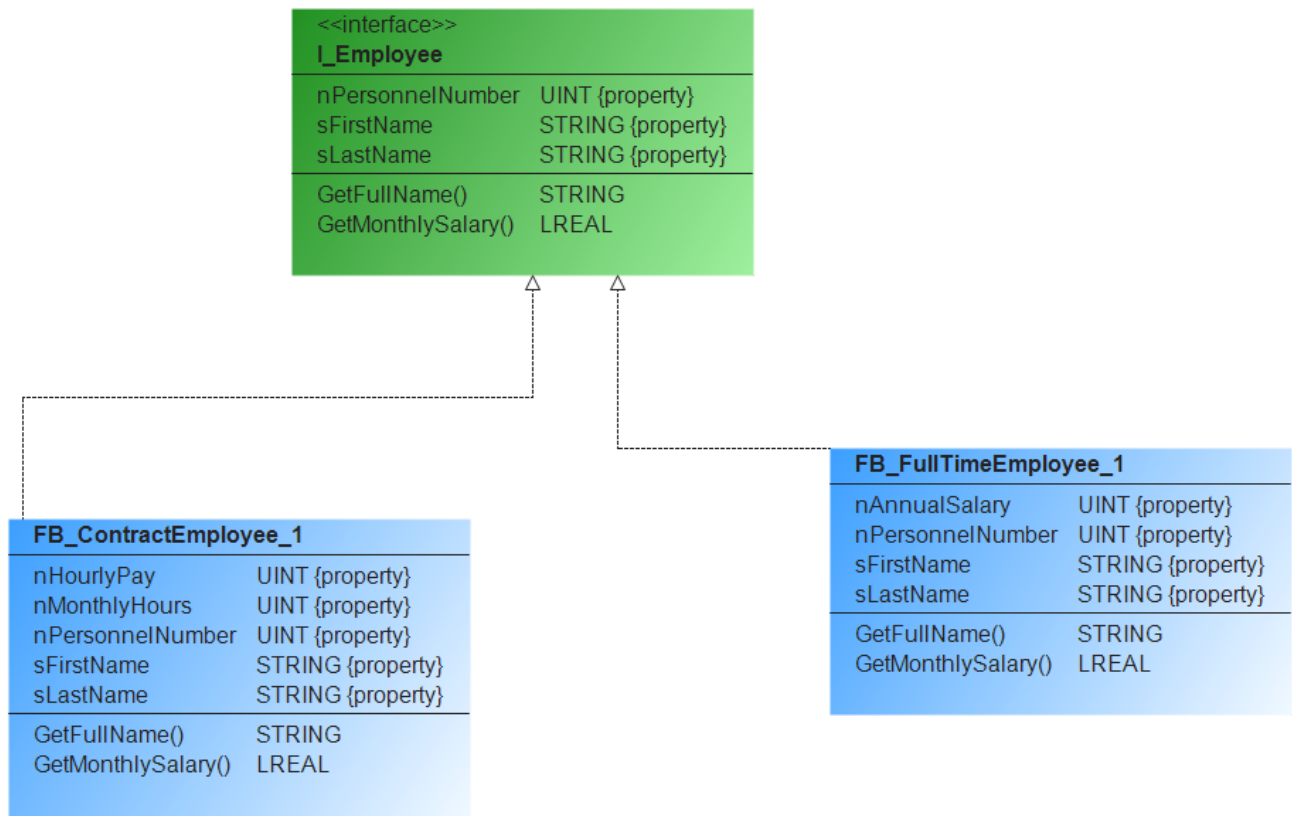 <<interface>>
I_Employee
nPersonnelNumber UINT {property}
sFirstName STRING {property}
sLastName STRING {property}
GetFullName() STRING
GetMonthlySalary() LREAL
FB_ContractEmployee_1
nHourlyPay UINT {property}
nMonthlyHours UINT {property}
nPersonnelNumber UINT {property}
sFirstName STRING {property}
sLastName STRING {property}
GetFullName() STRING
GetMonthlySalary() LREAL
FB_FullTimeEmployee_1
nAnnualSalary UINT {property}
nPersonnelNumber UINT {property}
sFirstName STRING {property}
sLastName STRING {property}
GetFullName() STRING
GetMonthlySalary() LREAL